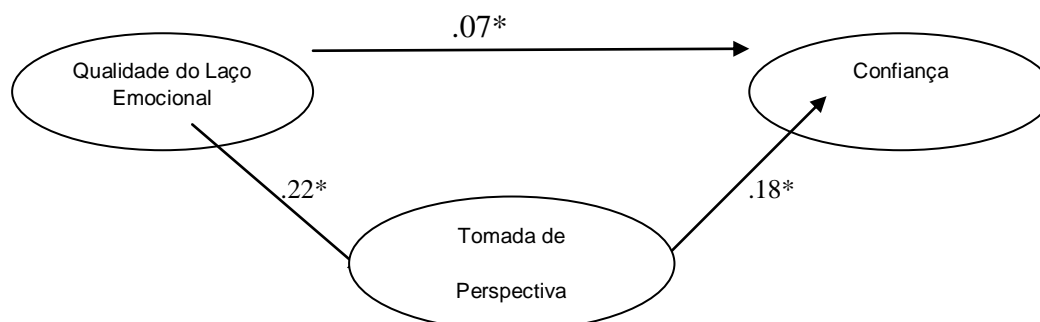 .07*
Qualidade do Laço
Emocional
Confiança
.22*
.18*
Tomada de
Perspectiva